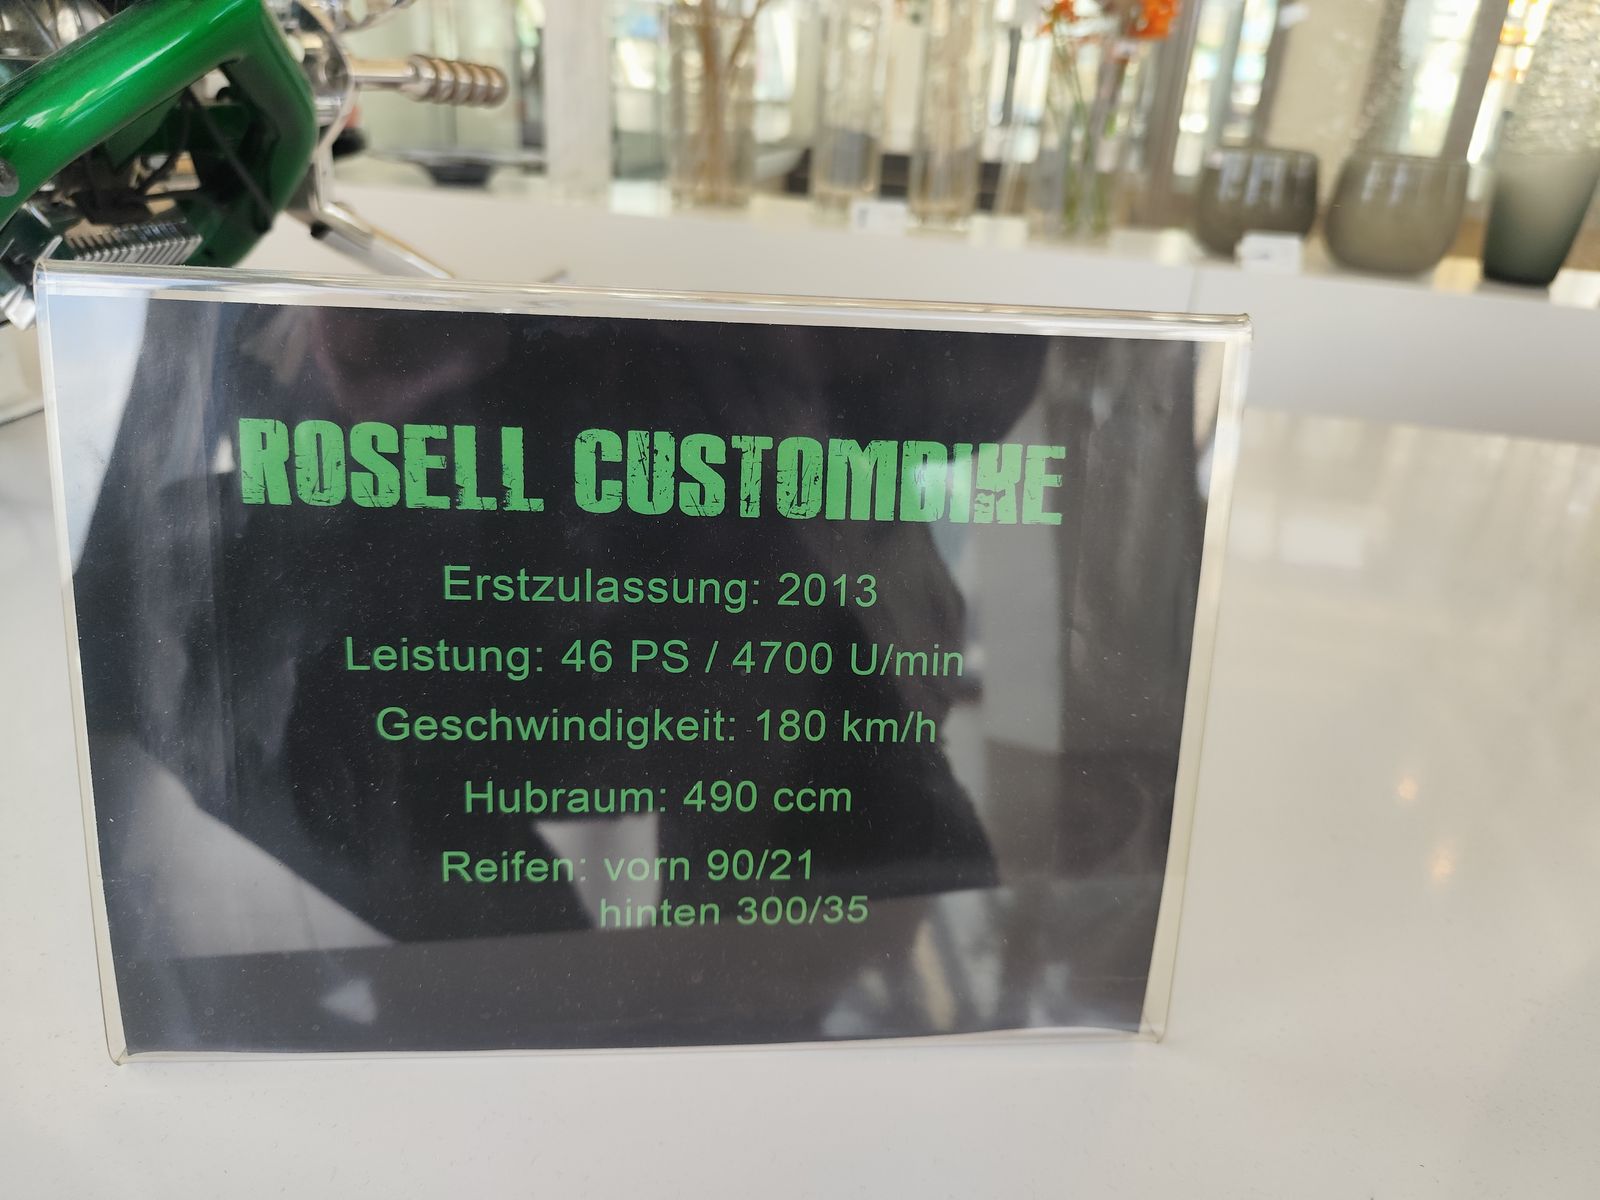 ROSELL CUSTOMBIKE
Erstzulassung: 2013
Leistung: 46 PS / 4700 U/min
Geschwindigkeit: 180 km/h
Hubraum: 490 ccm
Reifen: vorn 90/21
hinten 300/35